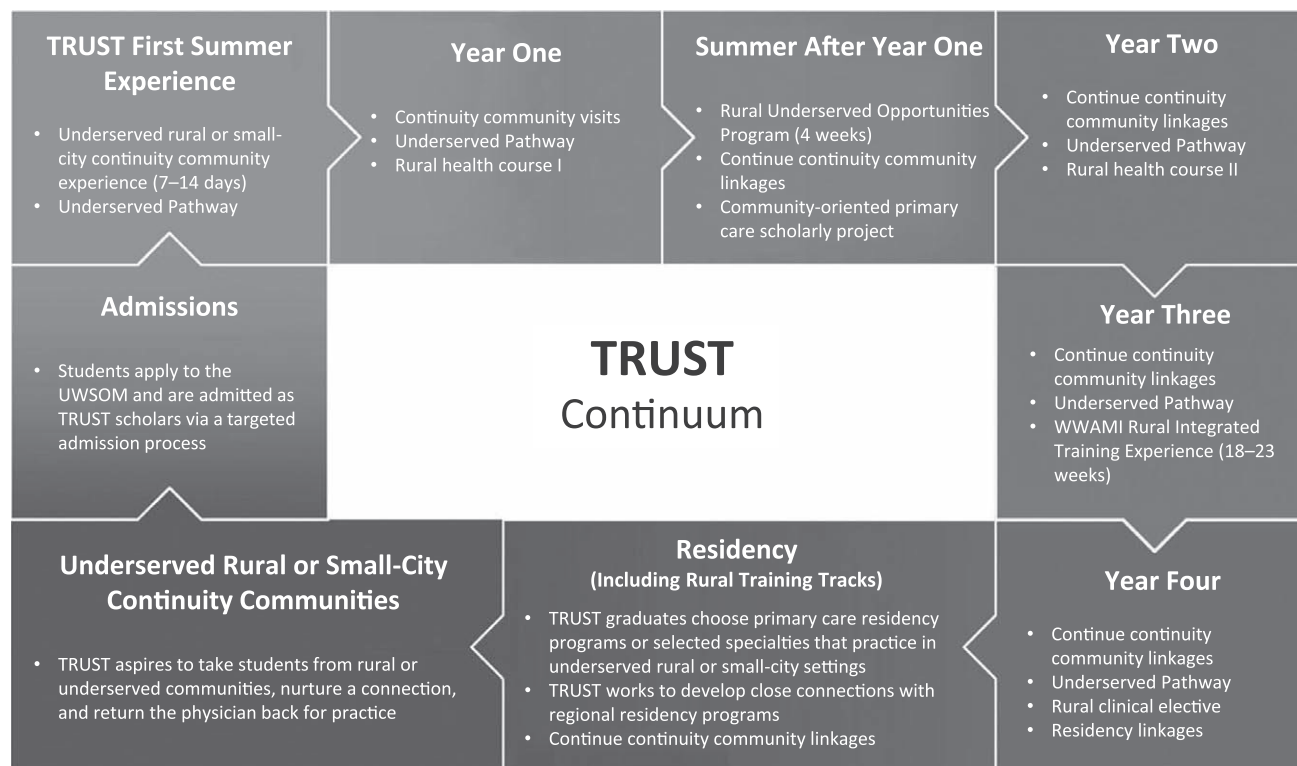 TRUST First Summer
Experience
• Underserved rural or small-
city continuity community
experience (7–14 days)
• Underserved Pathway
Year One
• Continuity community visits
• Underserved Pathway
• Rural health course I
Summer After Year One
• Rural Underserved Opportunities
Program (4 weeks)
• Continue continuity community
linkages
• Community-oriented primary
care scholarly project
Year Two
• Continue continuity
community linkages
• Underserved Pathway
• Rural health course II
Admissions
• Students apply to the
UWSOM and are admitted as
TRUST scholars via a targeted
admission process
TRUST
Continuum
Year Three
• Continue continuity
community linkages
• Underserved Pathway
• WWAMI Rural Integrated
Training Experience (18–23
weeks)
Underserved Rural or Small-City
Continuity Communities
• TRUST aspires to take students from rural or
underserved communities, nurture a connection,
and return the physician back for practice
Residency
(Including Rural Training Tracks)
• TRUST graduates choose primary care residency
programs or selected specialties that practice in
underserved rural or small-city settings
• TRUST works to develop close connections with
regional residency programs
• Continue continuity community linkages
Year Four
• Continue continuity
community linkages
• Underserved Pathway
• Rural clinical elective
• Residency linkages